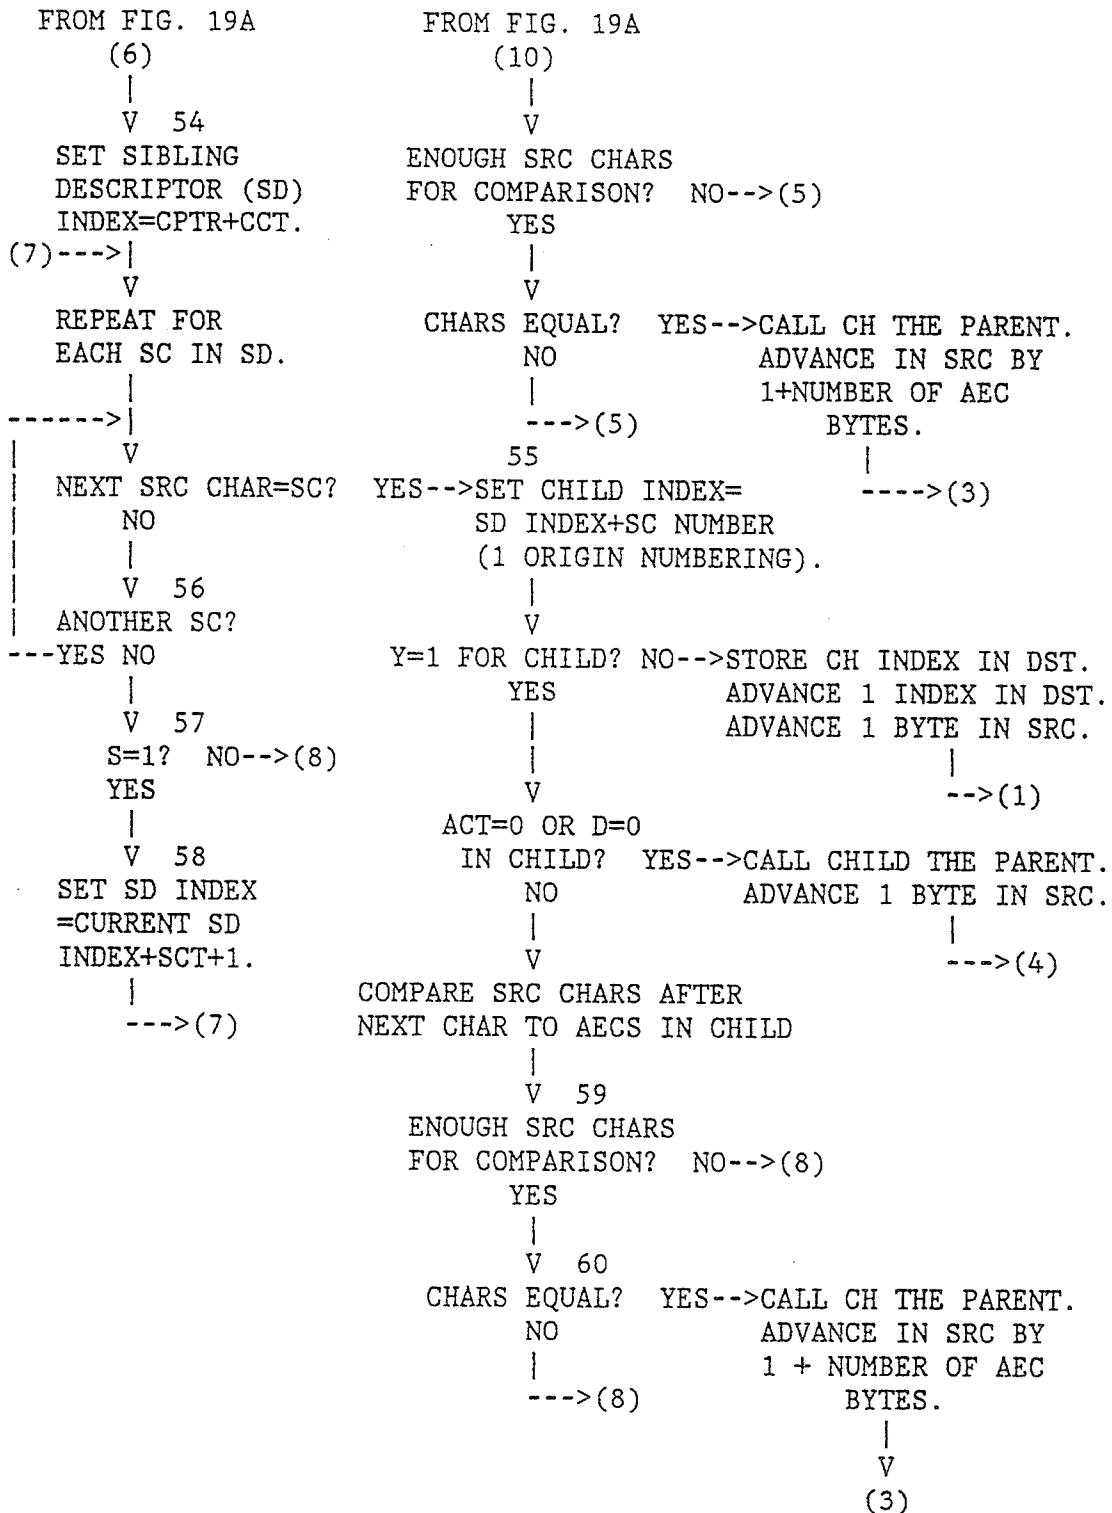 FROM FIG. 19A FROM FIG. 19A
(6) (10)
| |
V 54 V
SET SIBLING ENOUGH SRC CHARS
DESCRIPTOR (SD) FOR COMPARISON? NO-->(5)
INDEX=CPTR+CCT. YES
(7)--->| |
V V
REPEAT FOR CHARS EQUAL? YES-->CALL CH THE PARENT.
EACH SC IN SD. NO ADVANCE IN SRC BY
| | 1+NUMBER OF AEC
------>| --->(5) BYTES.
| V 55 |
| NEXT SRC CHAR=SC? YES-->SET CHILD INDEX= ---->(3)
| NO SD INDEX+SC NUMBER
| | (1 ORIGIN NUMBERING).
| V 56 |
| ANOTHER SC? V
---YES NO Y=1 FOR CHILD? NO-->STORE CH INDEX IN DST.
| YES ADVANCE 1 INDEX IN DST.
V 57 | ADVANCE 1 BYTE IN SRC.
S=1? NO-->(8) | |
YES V -->(1)
| ACT=0 OR D=0
V 58 IN CHILD? YES-->CALL CHILD THE PARENT.
SET SD INDEX NO ADVANCE 1 BYTE IN SRC.
=CURRENT SD | |
INDEX+SCT+1. V --->(4)
| COMPARE SRC CHARS AFTER
--->(7) NEXT CHAR TO AECS IN CHILD
|
V 59
ENOUGH SRC CHARS
FOR COMPARISON? NO-->(8)
YES
|
V 60
CHARS EQUAL? YES-->CALL CH THE PARENT.
NO ADVANCE IN SRC BY
| 1 + NUMBER OF AEC
--->(8) BYTES.
|
V
(3)